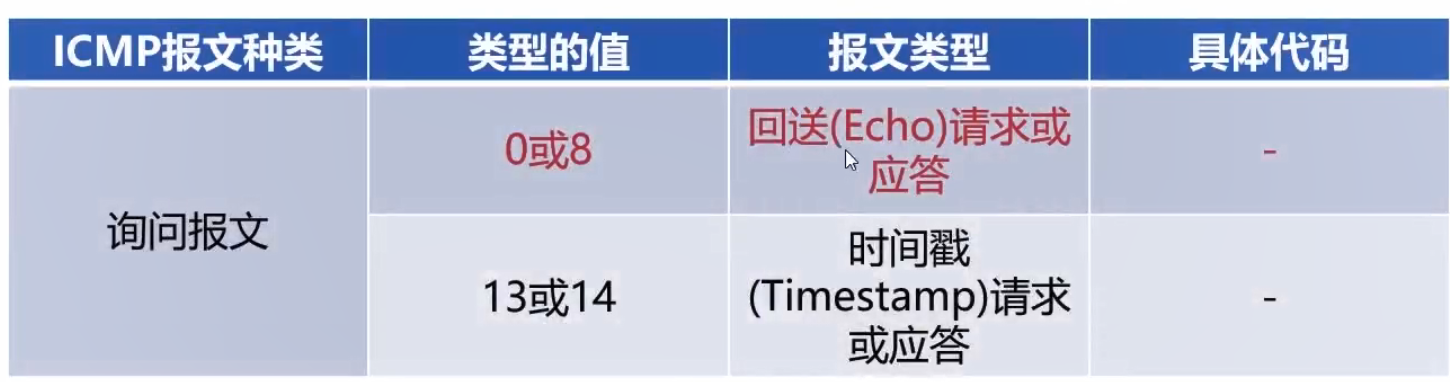 ICMP报文种类 类型的值 报文类型 具体代码
询问报文
0或8
回送(Echo)请求或
应答
-
13或14
时间戳
(Timestamp)请求
或应答
-